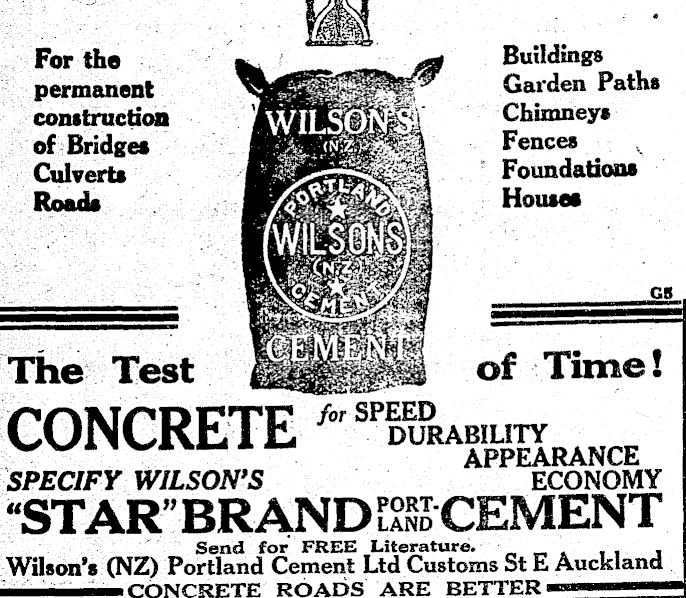 For the
permanent
construction
of Bridges
Culverts
Roads
Buildings
Garden Paths
Chimneys
Fences
Foundations
Houses
WILSON'S
(NZ)
PORTLAND
WILSONS
(NZ)
CEMENT
CEMENT
G5
The Test of Time!
CONCRETE for SPEED
DURABILITY
APPEARANCE
SPECIFY WILSON'S ECONOMY
"STAR" BRAND PORT-LAND CEMENT
Send for FREE Literature.
Wilson's (NZ) Portland Cement Ltd Customs St E Auckland
CONCRETE ROADS ARE BETTER